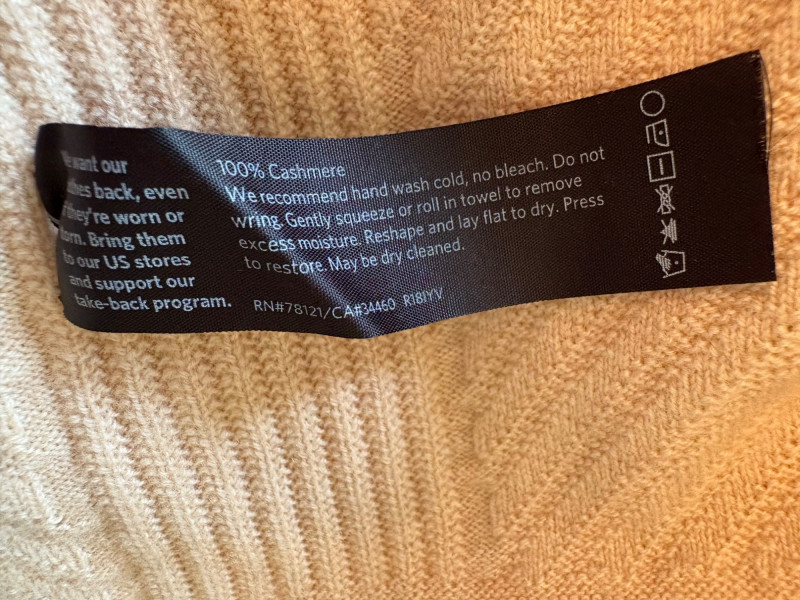 want our
back, even
they're worn or
Bring them
to our US stores
and support our
take-back program.
100% Cashmere
We recommend hand wash cold, no bleach. Do not
wring. Gently squeeze or roll in towel to remove
excess moisture. Reshape and lay flat to dry. Press
to restore. May be dry cleaned.
RN#78121/CA#34460 R1811YV